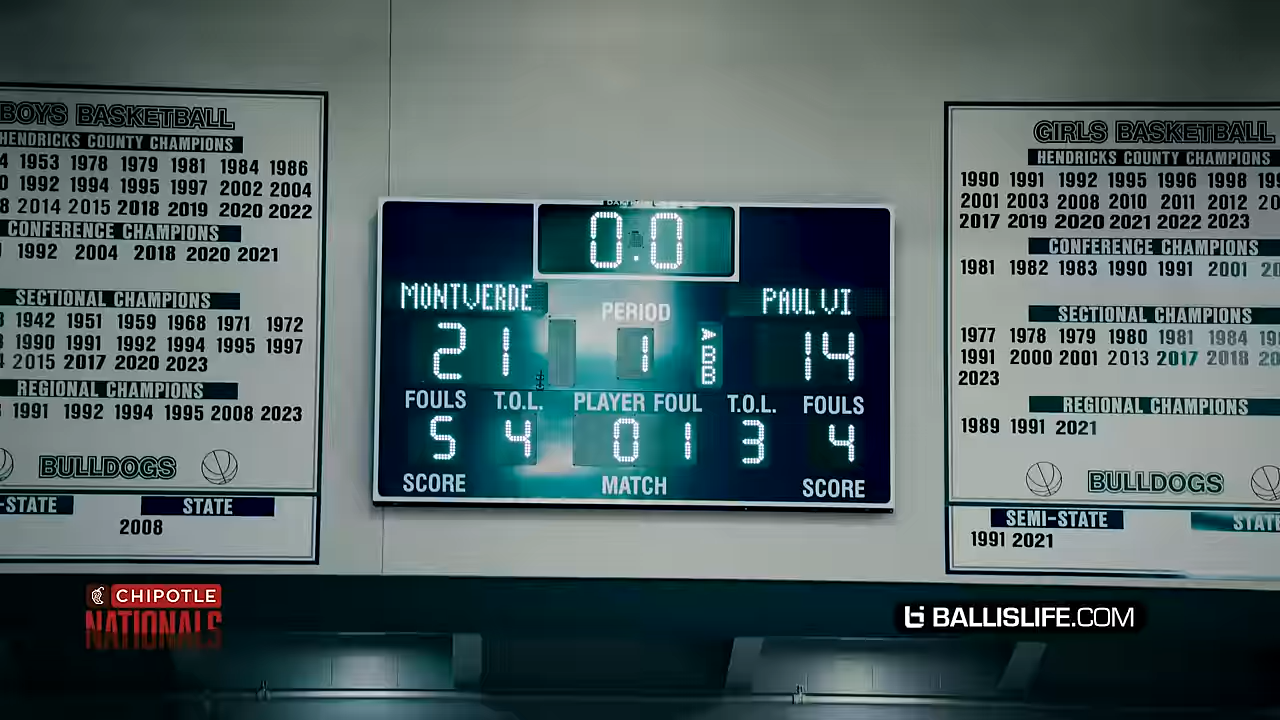 BOYS BASKETBALL
HENDRICKS COUNTY CHAMPIONS
1953 1978 1979 1981 1984 1986
1992 1994 1995 1997 2002 2004
2014 2015 2018 2019 2020 2022
CONFERENCE CHAMPIONS
1992 2004 2018 2020 2021
SECTIONAL CHAMPIONS
1942 1951 1959 1968 1971 1972
1990 1991 1992 1994 1995 1997
2015 2017 2020 2023
REGIONAL CHAMPIONS
1991 1992 1994 1995 2008 2023
BULLDOGS
-STATE STATE
2008
0.0
MONTVERDE PAUL VI
PERIOD
21 1 ABB 14
FOULS T.O.L. PLAYER FOUL T.O.L. FOULS
5 4 01 3 4
SCORE MATCH SCORE
GIRLS BASKETBALL
HENDRICKS COUNTY CHAMPIONS
1990 1991 1992 1995 1996 1998
2001 2003 2008 2010 2011 2012
2017 2019 2020 2021 2022 2023
CONFERENCE CHAMPIONS
1981 1982 1983 1990 1991 2001
SECTIONAL CHAMPIONS
1977 1978 1979 1980 1981 1984
1991 2000 2001 2013 2017 2018
2023
REGIONAL CHAMPIONS
1989 1991 2021
BULLDOGS
SEMI-STATE STATE
1991 2021
CHIPOTLE
NATIONALS
BALLISLIFE.COM